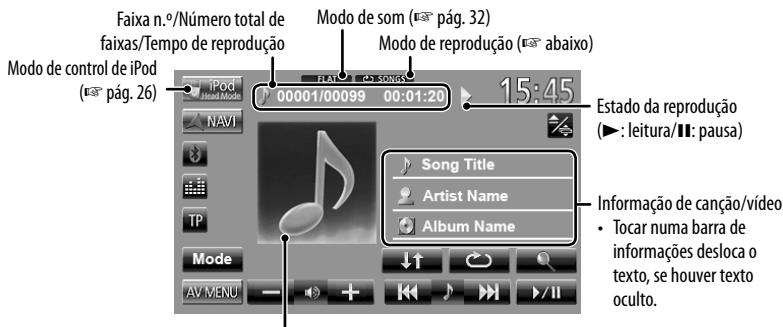 Faixa n.º/Número total de
faixas/Tempo de reprodução
Modo de som (☞ pág. 32)
Modo de reprodução (☞ abaixo)
Modo de control de iPod
(☞ pág. 26)
FLAT
SONGS
iPod
Head Mode
00001/00099 00:01:20
15:45
Estado da reprodução
(►: leitura/❚❚: pausa)
NAVI
Song Title
Artist Name
Album Name
TP
Informação de canção/vídeo
• Tocar numa barra de
informações desloca o
texto, se houver texto
oculto.
Mode
AV MENU